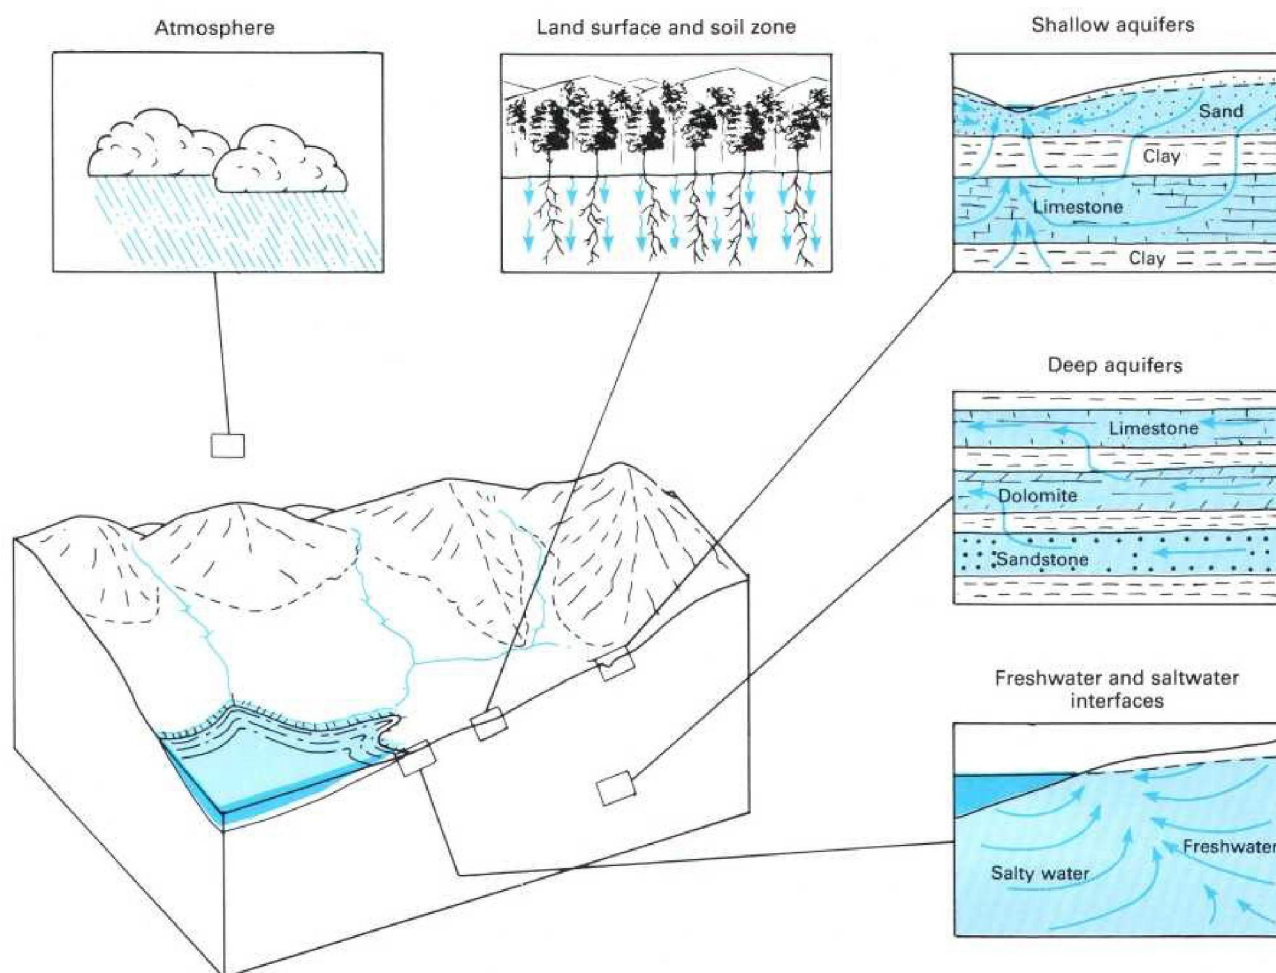 Atmosphere
Land surface and soil zone
Shallow aquifers
Sand
Clay
Limestone
Clay
Deep aquifers
Limestone
Dolomite
Sandstone
Freshwater and saltwater
interfaces
Freshwater
Salty water